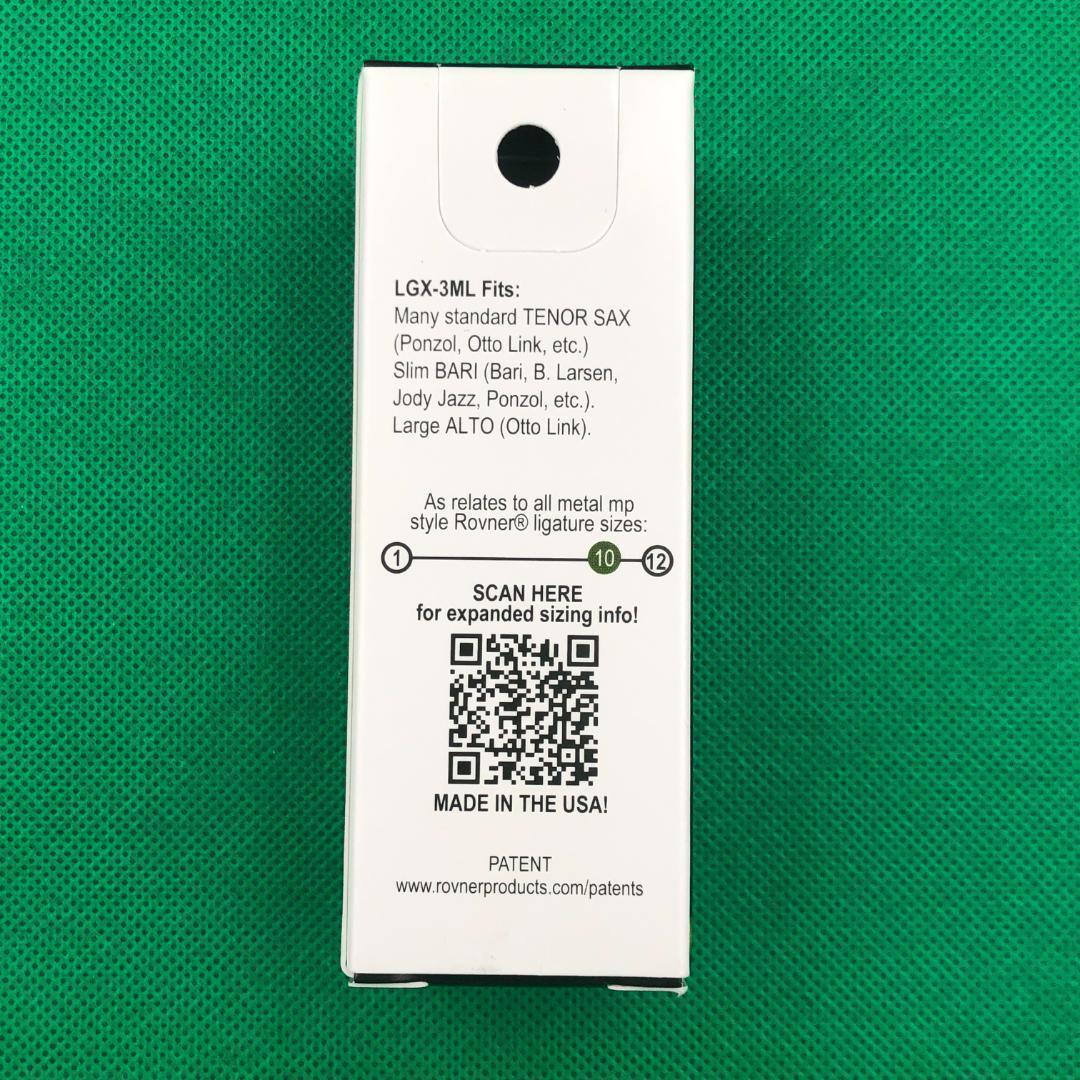 LGX-3ML Fits:
Many standard TENOR SAX
(Ponzol, Otto Link, etc.)
Slim BARI (Bari, B. Larsen,
Jody Jazz, Ponzol, etc.).
Large ALTO (Otto Link).
As relates to all metal mp
style Rovner® ligature sizes:
1 10 12
SCAN HERE
for expanded sizing info!
MADE IN THE USA!
PATENT
www.rovnerproducts.com/patents